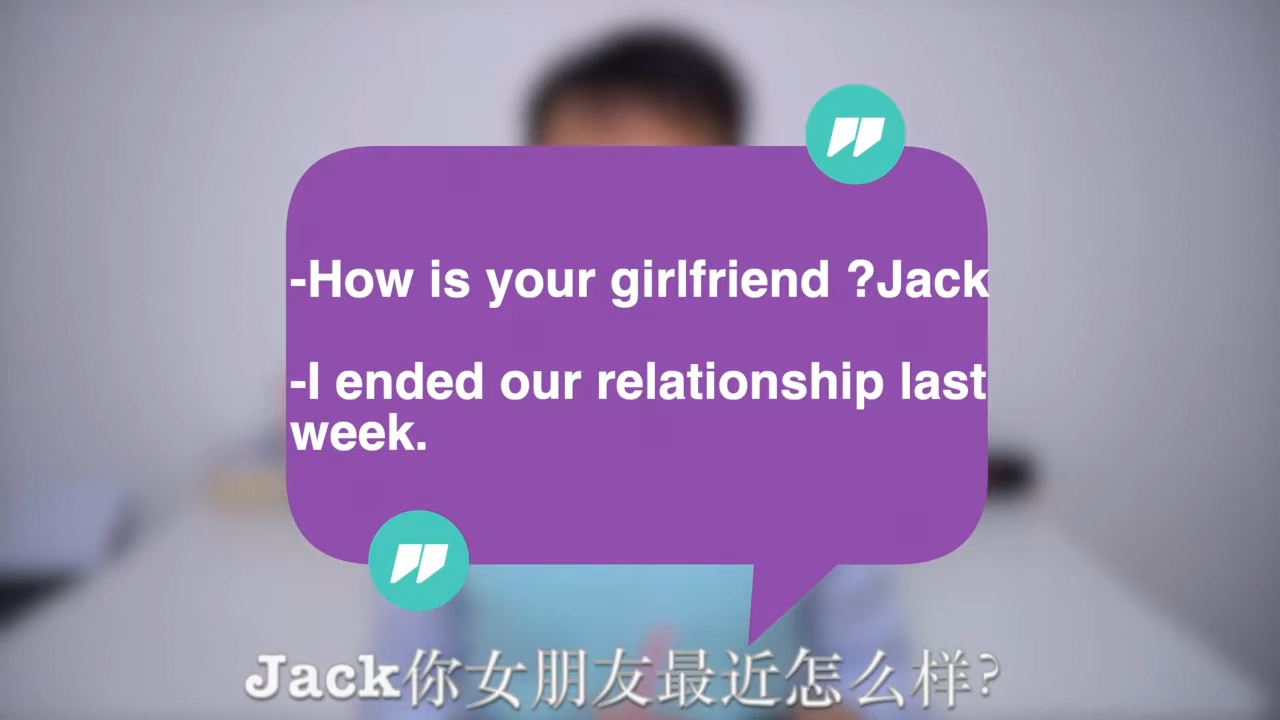 -How is your girlfriend ?Jack
-I ended our relationship last
week.
Jack你女朋友最近怎么样?